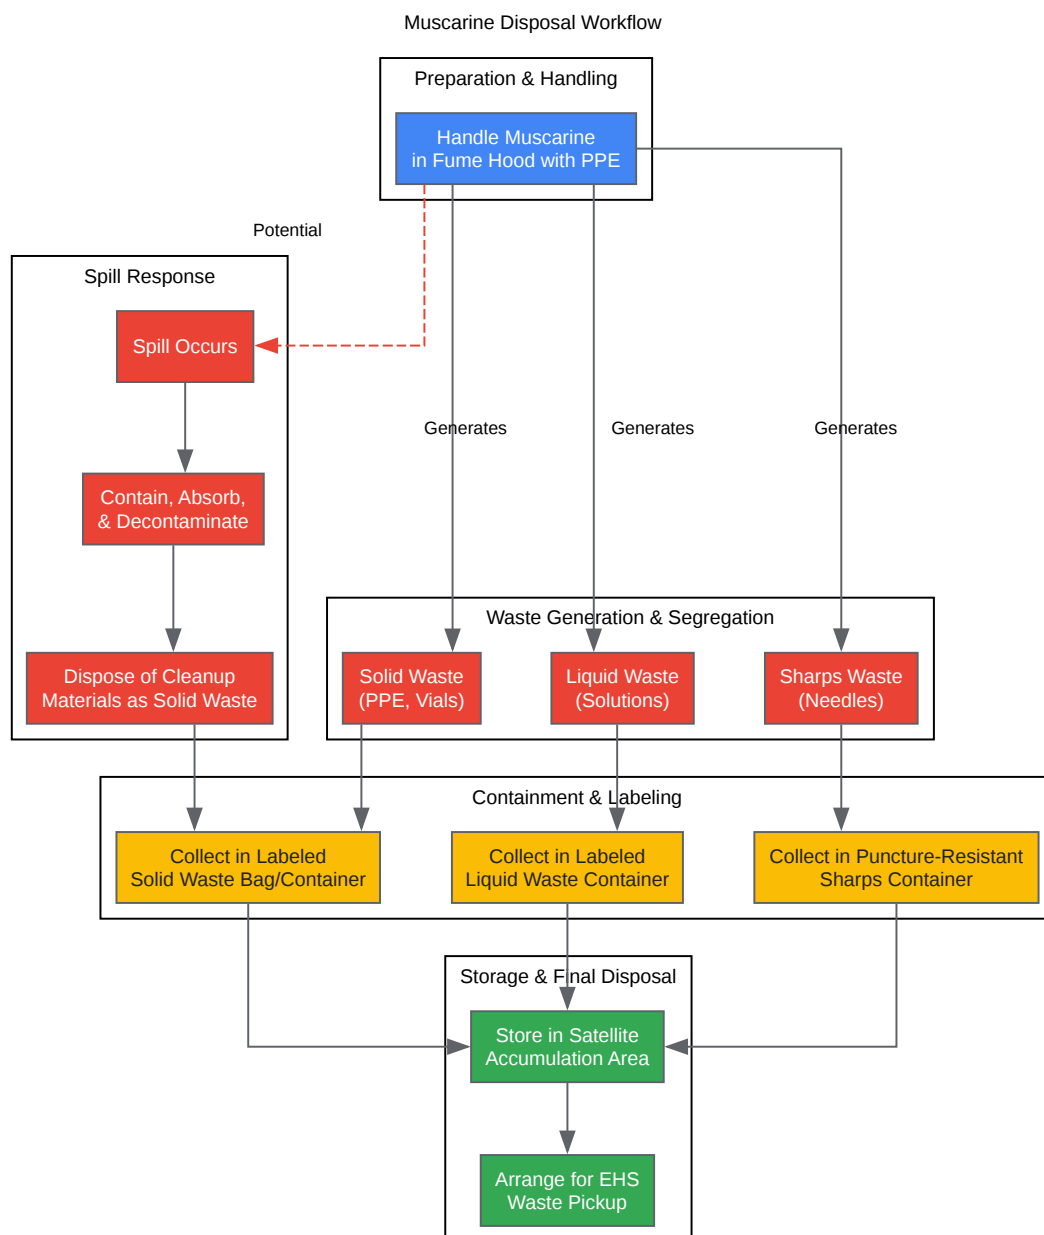 Muscarine Disposal Workflow
Preparation & Handling
Handle Muscarine
in Fume Hood with PPE
Potential
Spill Response
Spill Occurs
Generates
Generates
Generates
Contain, Absorb,
& Decontaminate
Waste Generation & Segregation
Dispose of Cleanup
Materials as Solid Waste
Solid Waste
(PPE, Vials)
Liquid Waste
(Solutions)
Sharps Waste
(Needles)
Containment & Labeling
Collect in Labeled
Solid Waste Bag/Container
Collect in Labeled
Liquid Waste Container
Collect in Puncture-Resistant
Sharps Container
Storage & Final Disposal
Store in Satellite
Accumulation Area
Arrange for EHS
Waste Pickup